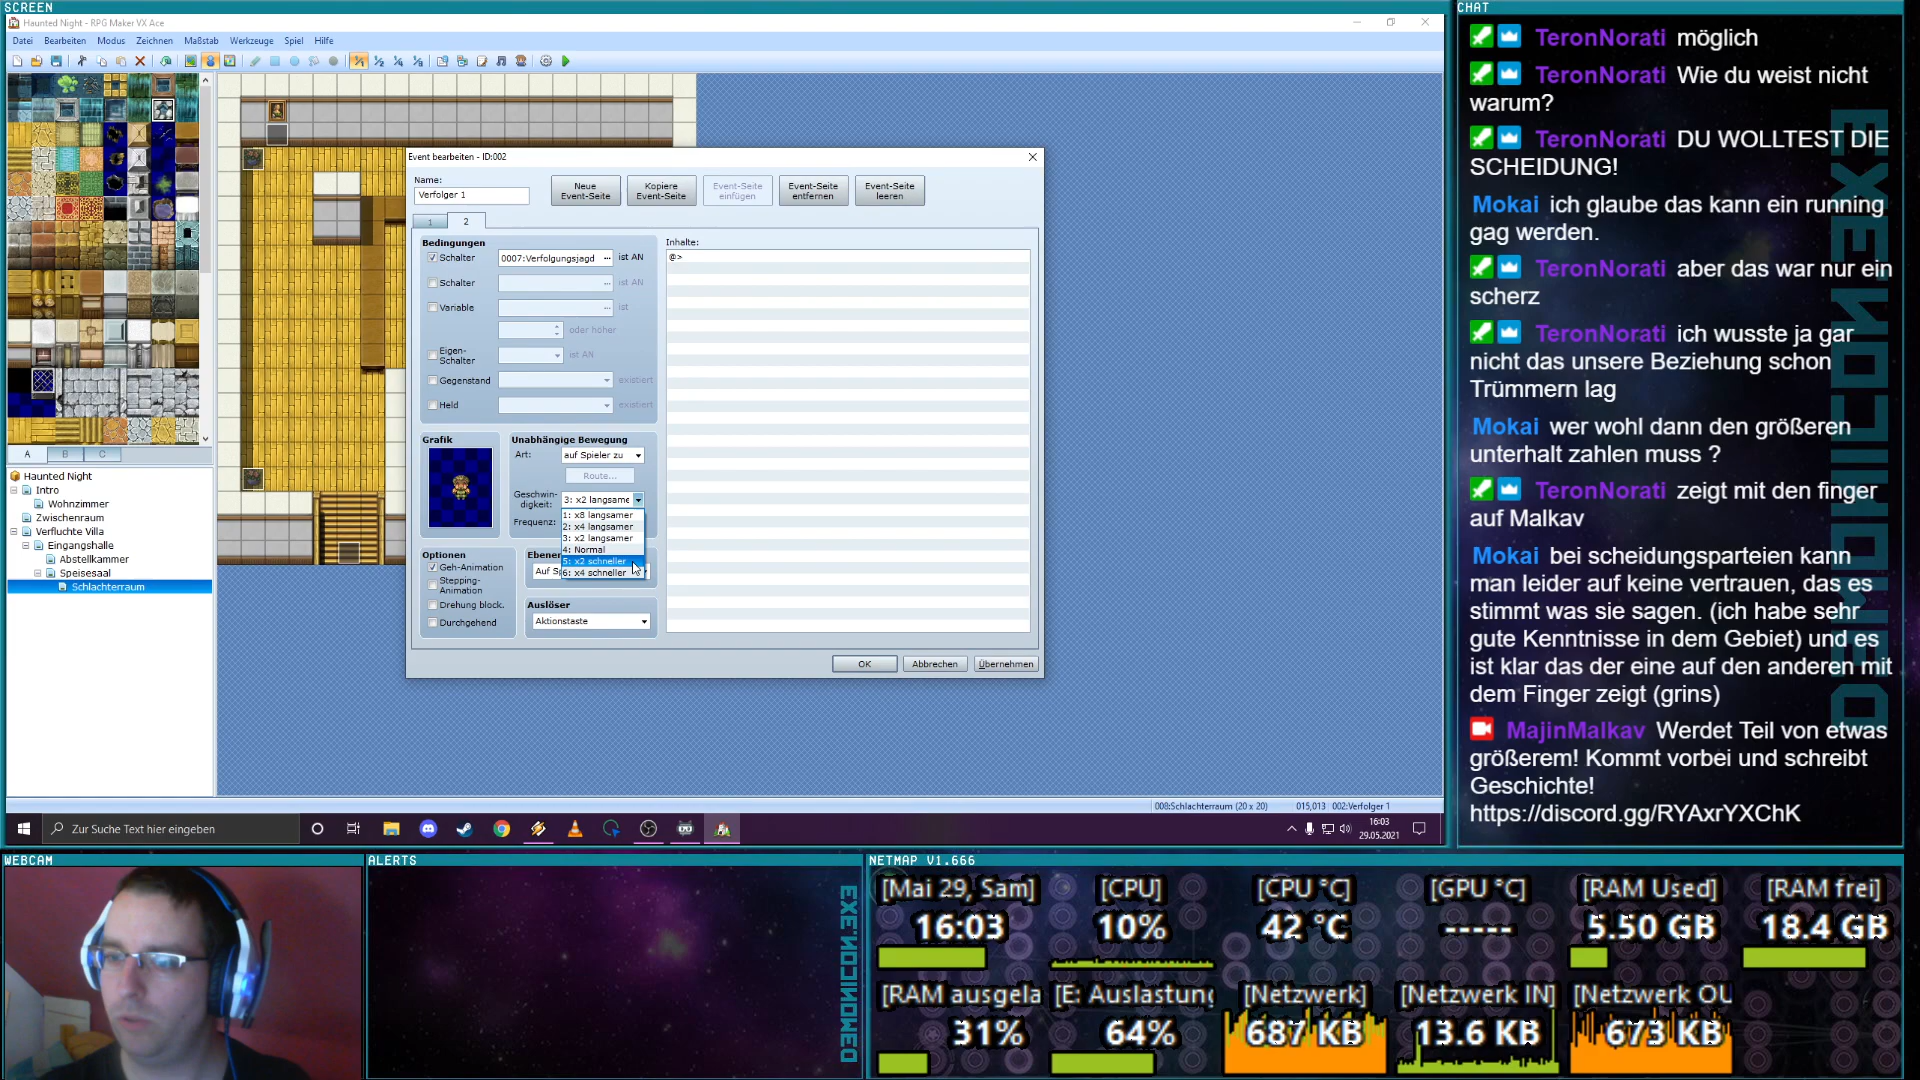 SCREEN
Haunted Night - RPG Maker VX Ace
Datei Bearbeiten Modus Zeichnen Maßstab Werkzeuge Spiel Hilfe
Event bearbeiten - ID:002
Name:
Verfolger 1
Neue Event-Seite
Kopiere Event-Seite
Event-Seite einfügen
Event-Seite entfernen
Event-Seite leeren
1 2
Bedingungen
Schalter 0007:Verfolgungsjagd ... ist AN
Schalter ... ist AN
Variable ... ist
oder höher
Eigen-Schalter ist AN
Gegenstand existiert
Held existiert
Inhalte:
@>
Grafik
Unabhängige Bewegung
Art: auf Spieler zu
Route...
Geschwin-digkeit: 3: x2 langsame
Frequenz:
1: x8 langsamer
2: x4 langsamer
3: x2 langsamer
4: Normal
5: x2 schneller
6: x4 schneller
Optionen
Geh-Animation
Stepping-Animation
Drehung block.
Durchgehend
Ebenen
Auf Sp
Auslöser
Aktionstaste
OK Abbrechen Übernehmen
A B C
Haunted Night
Intro
Wohnzimmer
Zwischenraum
Verfluchte Villa
Eingangshalle
Abstellkammer
Speisesaal
Schlachterraum
008:Schlachterraum (20 x 20) 015,013 002:Verfolger 1
Zur Suche Text hier eingeben
16:03
29.05.2021
CHAT
TeronNorati möglich
TeronNorati Wie du weist nicht
warum?
TeronNorati DU WOLLTEST DIE
SCHEIDUNG!
Mokai ich glaube das kann ein running
gag werden.
TeronNorati aber das war nur ein
scherz
TeronNorati ich wusste ja gar
nicht das unsere Beziehung schon
Trümmern lag
Mokai wer wohl dann den größeren
unterhalt zahlen muss ?
TeronNorati zeigt mit den finger
auf Malkav
Mokai bei scheidungsparteien kann
man leider auf keine vertrauen, das es
stimmt was sie sagen. (ich habe sehr
gute Kenntnisse in dem Gebiet) und es
ist klar das der eine auf den anderen mit
dem Finger zeigt (grins)
MajinMalkav Werdet Teil von etwas
größerem! Kommt vorbei und schreibt
Geschichte!
https://discord.gg/RYAxrYXChK
WEBCAM
ALERTS
NETMAP V1.666
[Mai 29, Sam] [CPU] [CPU °C] [GPU °C] [RAM Used] [RAM frei]
16:03 10% 42 °C ----- 5.50 GB 18.4 GB
[RAM ausgela [E: Auslastung [Netzwerk] [Netzwerk IN] [Netzwerk OU
31% 64% 687 KB 13.6 KB 673 KB